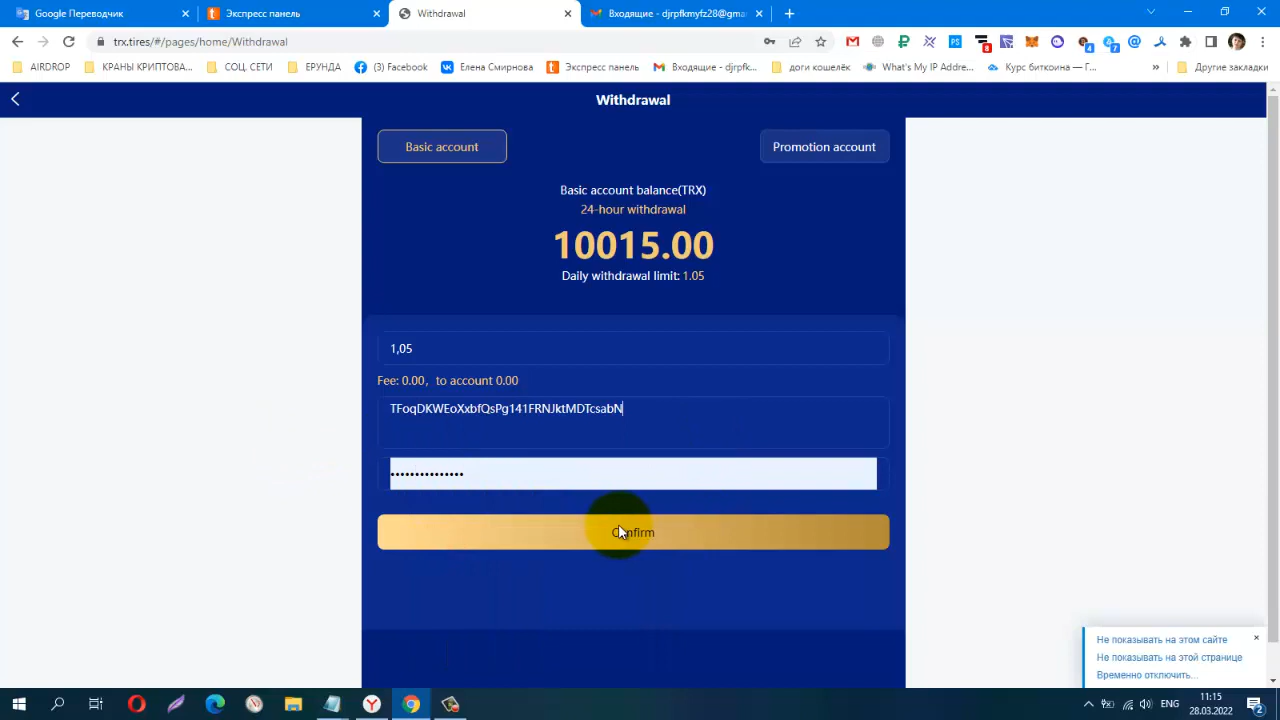 Google Переводчик
Экспресс панель
Withdrawal
Входящие - djrpfkmyfz28@gmai
trx.tires/#/pages/home/Withdrawal
AIRDROP
КРАНЫ КРИПТОВА...
СОЦ. СЕТИ
ЕРУНДА
(3) Facebook
Елена Смирнова
Экспресс панель
Входящие - djrpfk...
доги кошелёк
What's My IP Addre...
Курс биткоина — Г...
»
Другие закладки
Withdrawal
Basic account
Promotion account
Basic account balance(TRX)
24-hour withdrawal
10015.00
Daily withdrawal limit: 1.05
1,05
Fee: 0.00, to account 0.00
TFoqDKWEoXxbfQsPg141FRNJktMDTcsabN
•••••••••••••••
Confirm
Не показывать на этом сайте
Не показывать на этой странице
Временно отключить...
ENG
11:15
28.03.2022